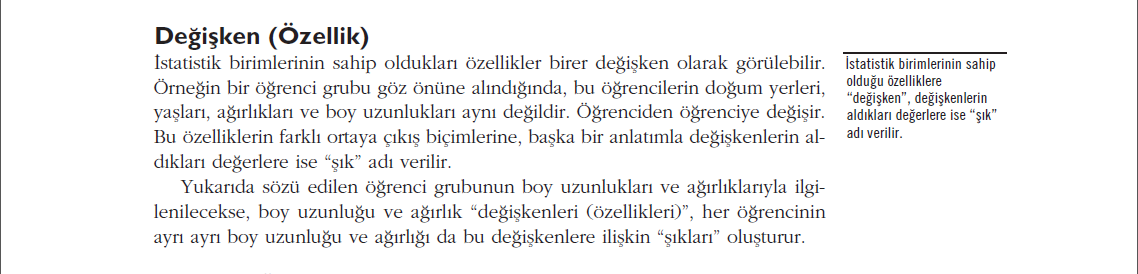 Değişken (Özellik)
İstatistik birimlerinin sahip oldukları özellikler birer değişken olarak görülebilir.
Örneğin bir öğrenci grubu göz önüne alındığında, bu öğrencilerin doğum yerleri,
yaşları, ağırlıkları ve boy uzunlukları aynı değildir. Öğrenciden öğrenciye değişir.
Bu özelliklerin farklı ortaya çıkış biçimlerine, başka bir anlatımla değişkenlerin al-
dıkları değerlere ise “şık” adı verilir.
Yukarıda sözü edilen öğrenci grubunun boy uzunlukları ve ağırlıklarıyla ilgi-
lenilecekse, boy uzunluğu ve ağırlık “değişkenleri (özellikleri)”, her öğrencinin
ayrı ayrı boy uzunluğu ve ağırlığı da bu değişkenlere ilişkin “şıkları” oluşturur.
İstatistik birimlerinin sahip
olduğu özelliklere
“değişken”, değişkenlerin
aldıkları değerlere ise “şık”
adı verilir.